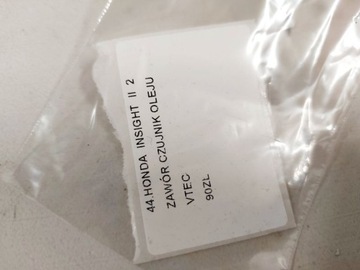 44.HONDA INSIGHT II 2
ZAWÓR CZUJNIK OLEJU
VTEC
90ZL